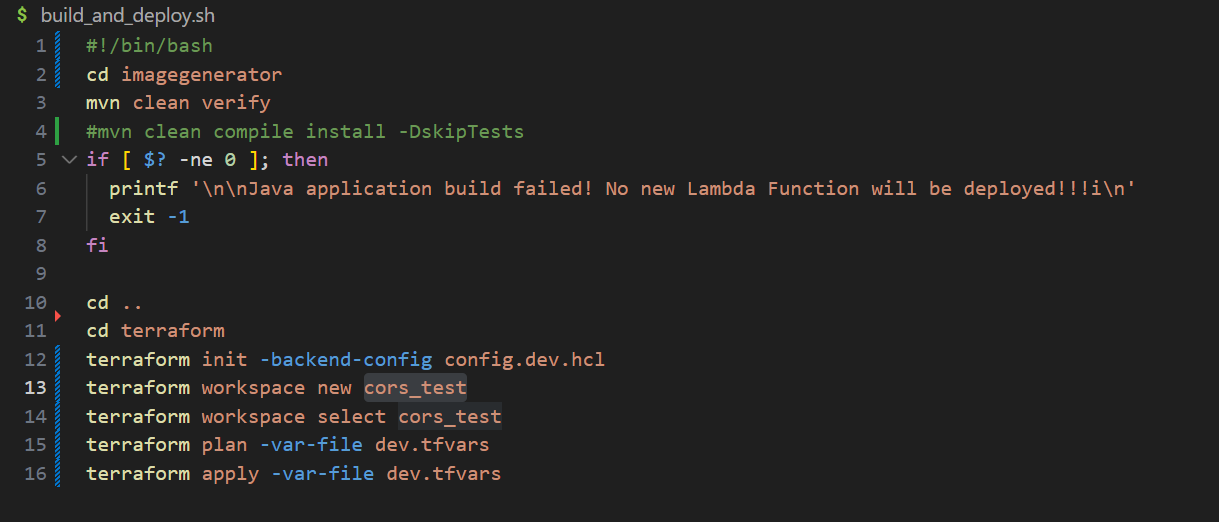 $ build_and_deploy.sh
1 #!/bin/bash
2 cd imagegenerator
3 mvn clean verify
4 #mvn clean compile install -DskipTests
5 if [ $? -ne 0 ]; then
6 printf '\n\nJava application build failed! No new Lambda Function will be deployed!!!i\n'
7 exit -1
8 fi
9
10 cd ..
11 cd terraform
12 terraform init -backend-config config.dev.hcl
13 terraform workspace new cors_test
14 terraform workspace select cors_test
15 terraform plan -var-file dev.tfvars
16 terraform apply -var-file dev.tfvars